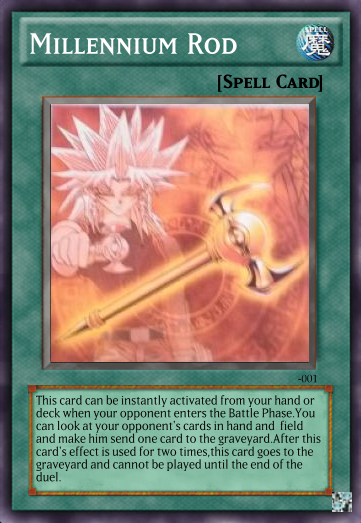 MILLENNIUM ROD
SPELL
魔
[SPELL CARD]
-001
This card can be instantly activated from your hand or
deck when your opponent enters the Battle Phase.You
can look at your opponent's cards in hand and  field
and make him send one card to the graveyard.After this
card's effect is used for two times,this card goes to the
graveyard and cannot be played until the end of the
duel.